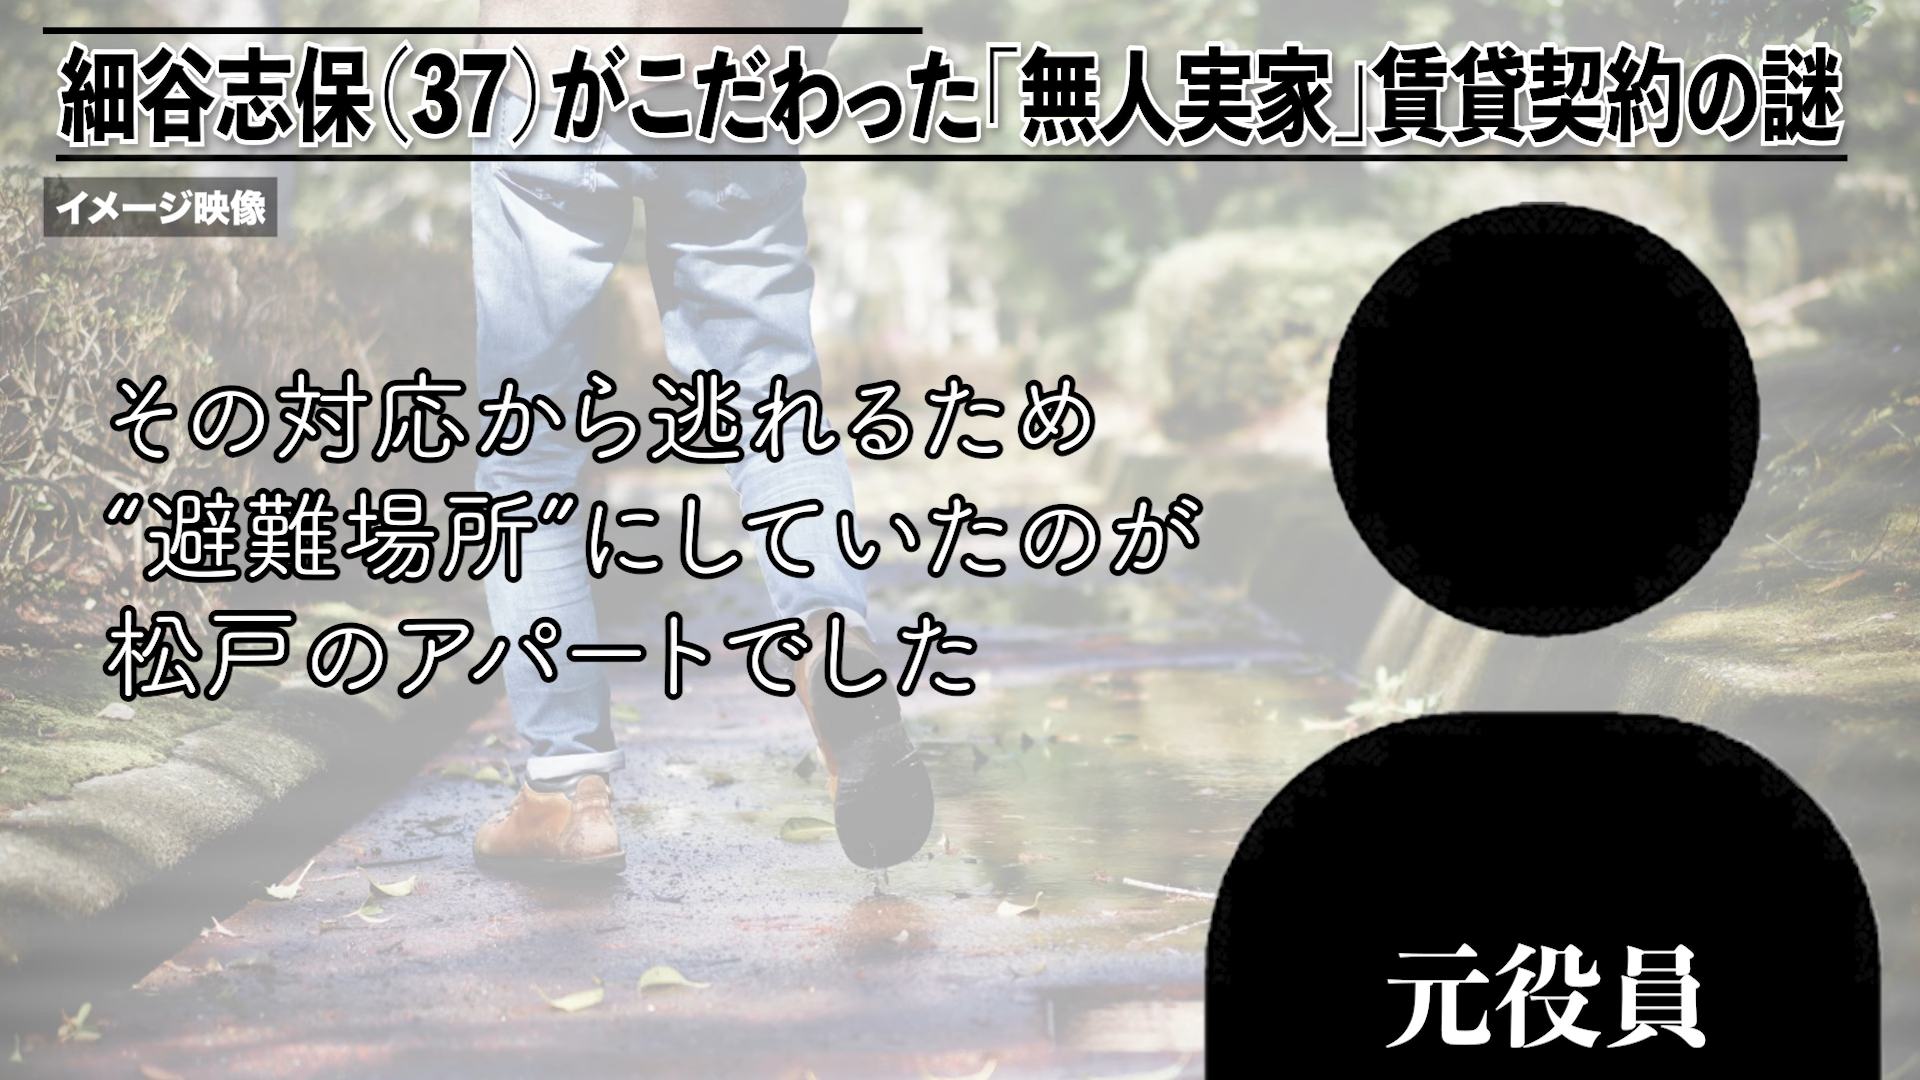 細谷志保（37）がこだわった「無人実家」賃貸契約の謎
イメージ映像
その対応から逃れるため
“避難場所”にしていたのが
松戸のアパートでした
元役員